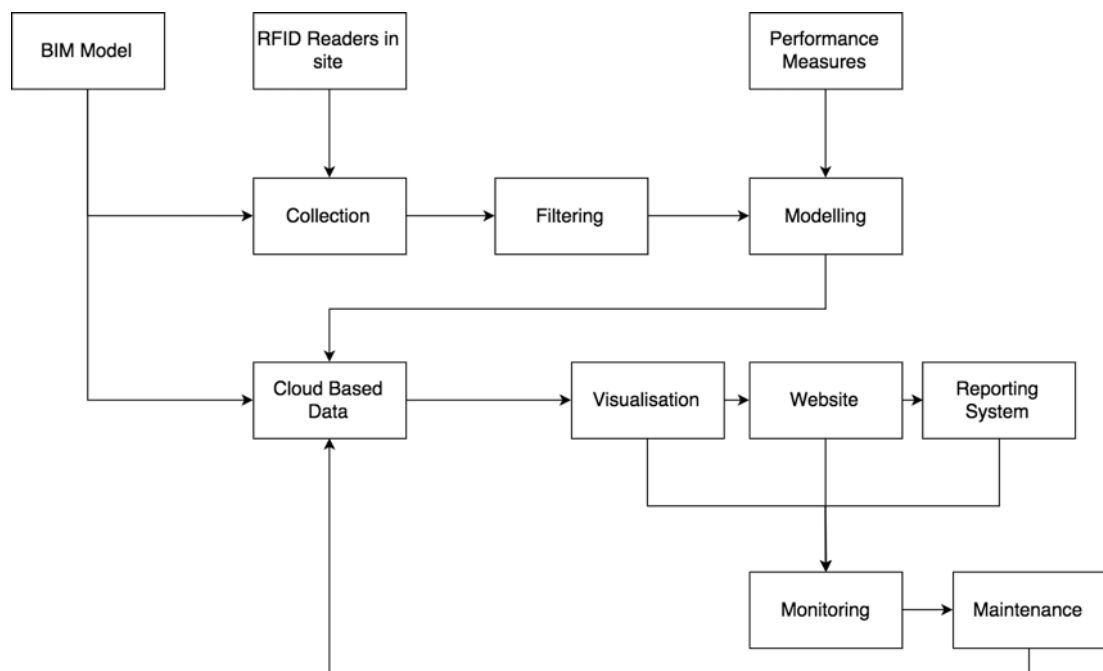 BIM Model
RFID Readers in
site
Performance
Measures
Collection
Filtering
Modelling
Cloud Based
Data
Visualisation
Website
Reporting
System
Monitoring
Maintenance